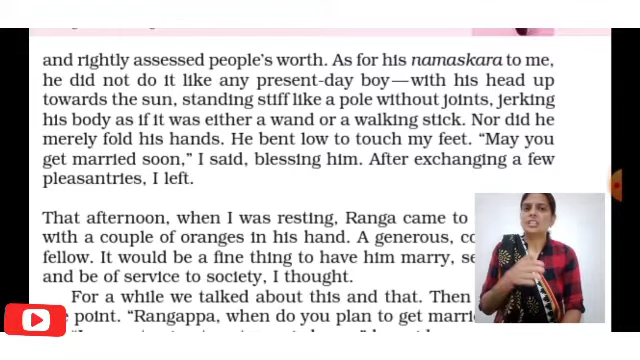 and rightly assessed people's worth. As for his namaskara to me,
he did not do it like any present-day boy—with his head up
towards the sun, standing stiff like a pole without joints, jerking
his body as if it was either a wand or a walking stick. Nor did he
merely fold his hands. He bent low to touch my feet. “May you
get married soon,” I said, blessing him. After exchanging a few
pleasantries, I left.
That afternoon, when I was resting, Ranga came to
with a couple of oranges in his hand. A generous,
fellow. It would be a fine thing to have him marry,
and be of service to society, I thought.
For a while we talked about this and that. Then
point. “Rangappa, when do you plan to get